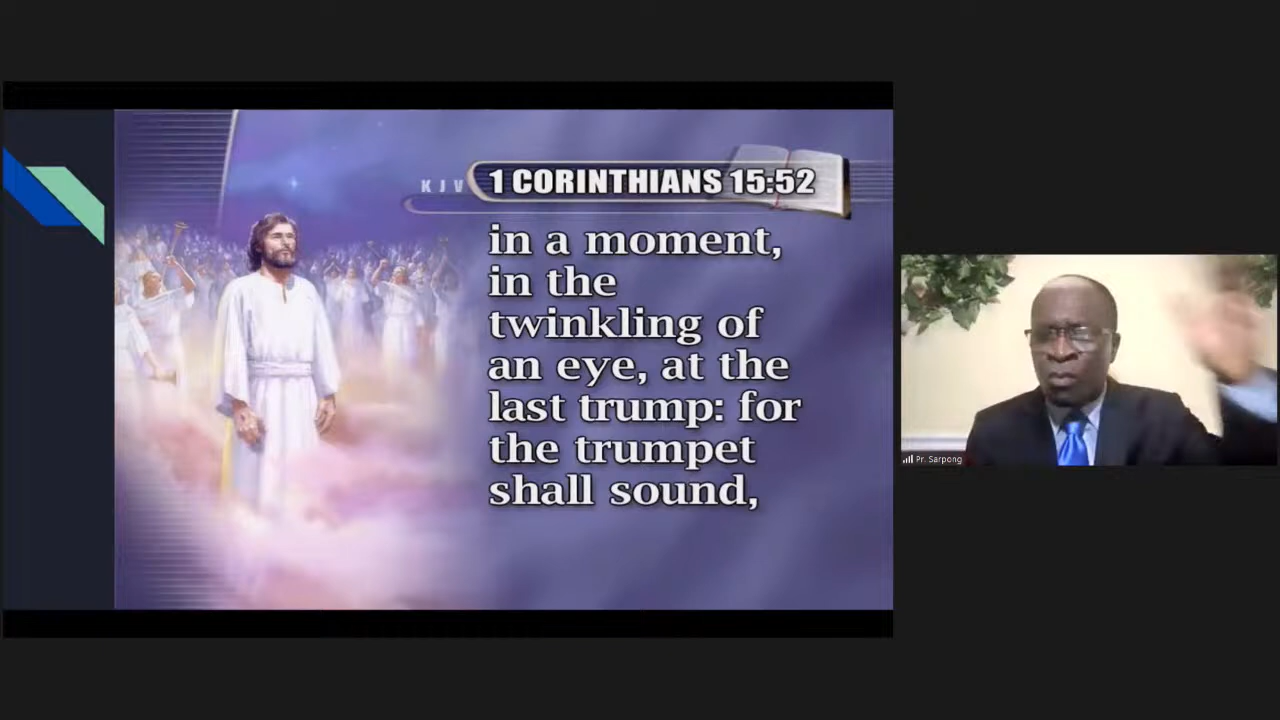 KJV 1 CORINTHIANS 15:52
in a moment,
in the
twinkling of
an eye, at the
last trump: for
the trumpet
shall sound,
Pr. Sarpong